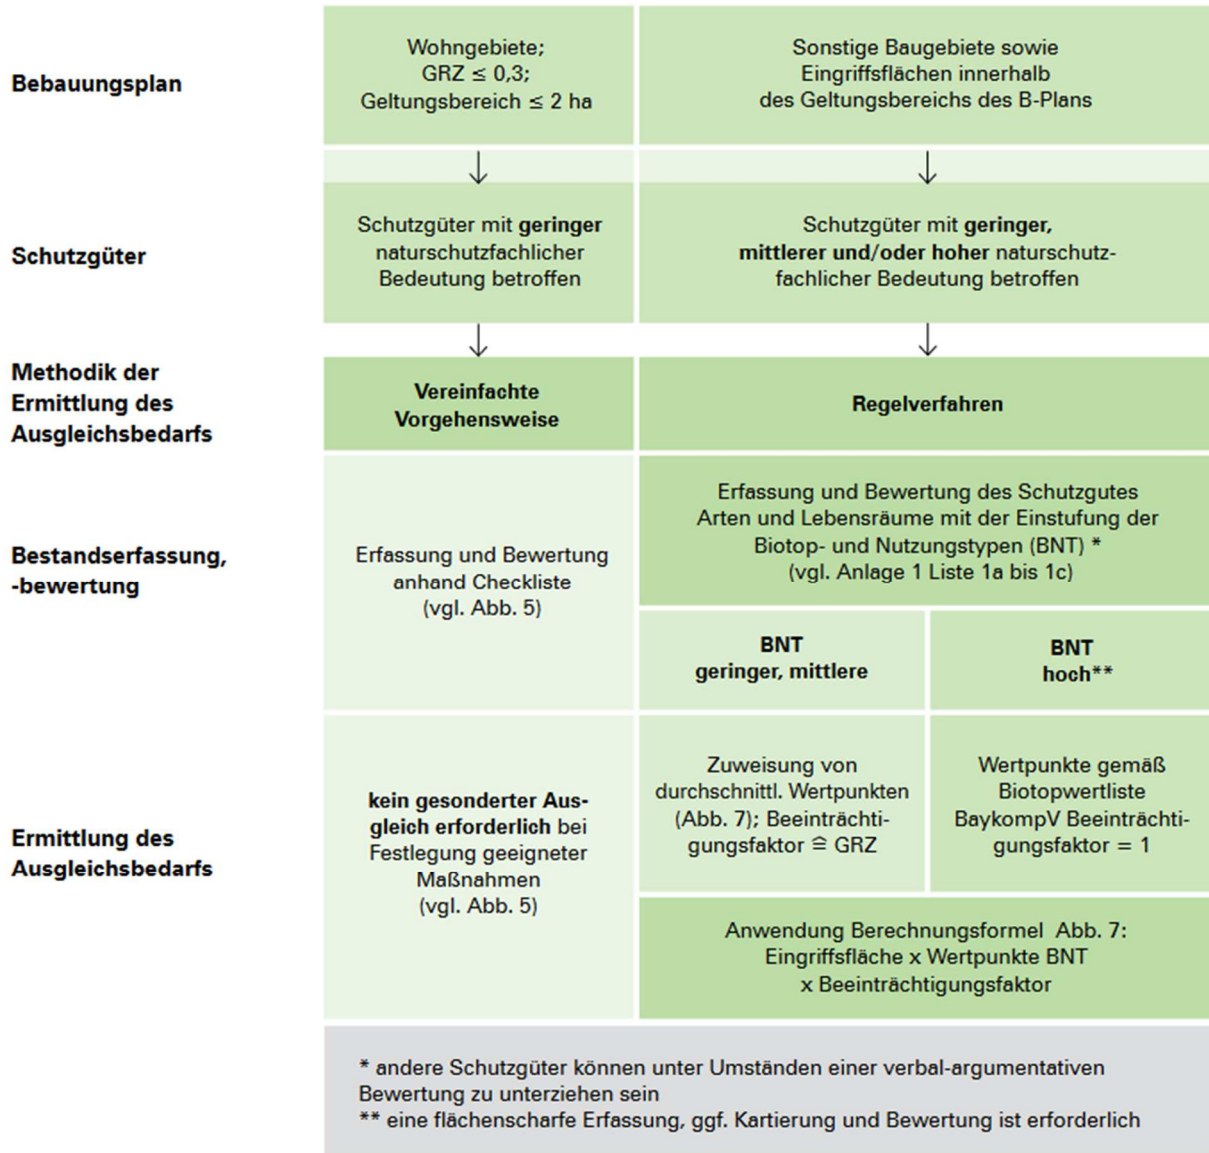 Bebauungsplan
Wohngebiete;
GRZ ≤ 0,3;
Geltungsbereich ≤ 2 ha
Sonstige Baugebiete sowie
Eingriffsflächen innerhalb
des Geltungsbereichs des B-Plans
Schutzgüter
Schutzgüter mit geringer
naturschutzfachlicher
Bedeutung betroffen
Schutzgüter mit geringer,
mittlerer und/oder hoher naturschutz-
fachlicher Bedeutung betroffen
Methodik der
Ermittlung des
Ausgleichsbedarfs
Vereinfachte
Vorgehensweise
Regelverfahren
Bestandserfassung,
-bewertung
Erfassung und Bewertung
anhand Checkliste
(vgl. Abb. 5)
Erfassung und Bewertung des Schutzgutes
Arten und Lebensräume mit der Einstufung der
Biotop- und Nutzungstypen (BNT) *
(vgl. Anlage 1 Liste 1a bis 1c)
BNT
geringer, mittlere
BNT
hoch**
Ermittlung des
Ausgleichsbedarfs
kein gesonderter Aus-
gleich erforderlich bei
Festlegung geeigneter
Maßnahmen
(vgl. Abb. 5)
Zuweisung von
durchschnittl. Wertpunkten
(Abb. 7); Beeinträchti-
gungsfaktor ≙ GRZ
Wertpunkte gemäß
Biotopwertliste
BaykompV Beeinträchti-
gungsfaktor = 1
Anwendung Berechnungsformel Abb. 7:
Eingriffsfläche x Wertpunkte BNT
x Beeinträchtigungsfaktor
* andere Schutzgüter können unter Umständen einer verbal-argumentativen
Bewertung zu unterziehen sein
** eine flächenscharfe Erfassung, ggf. Kartierung und Bewertung ist erforderlich